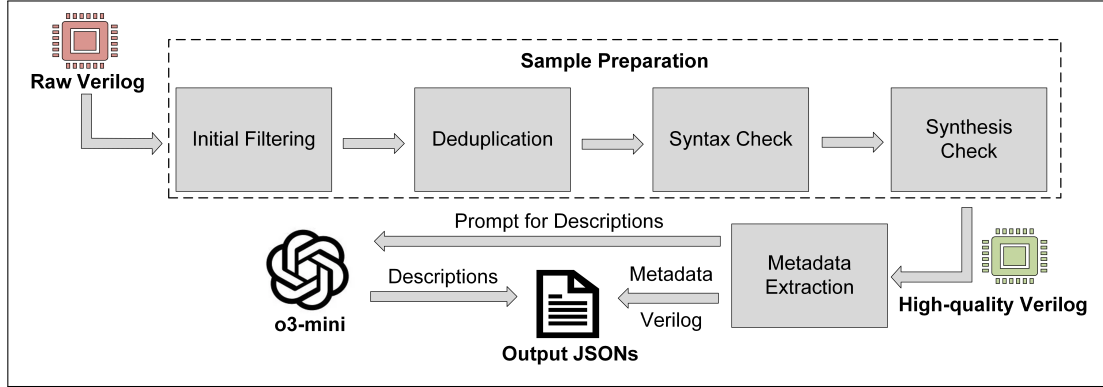 Sample Preparation
Raw Verilog
Initial Filtering
Deduplication
Syntax Check
Synthesis
Check
Prompt for Descriptions
Descriptions
Metadata
Verilog
Metadata
Extraction
High-quality Verilog
o3-mini
Output JSONs